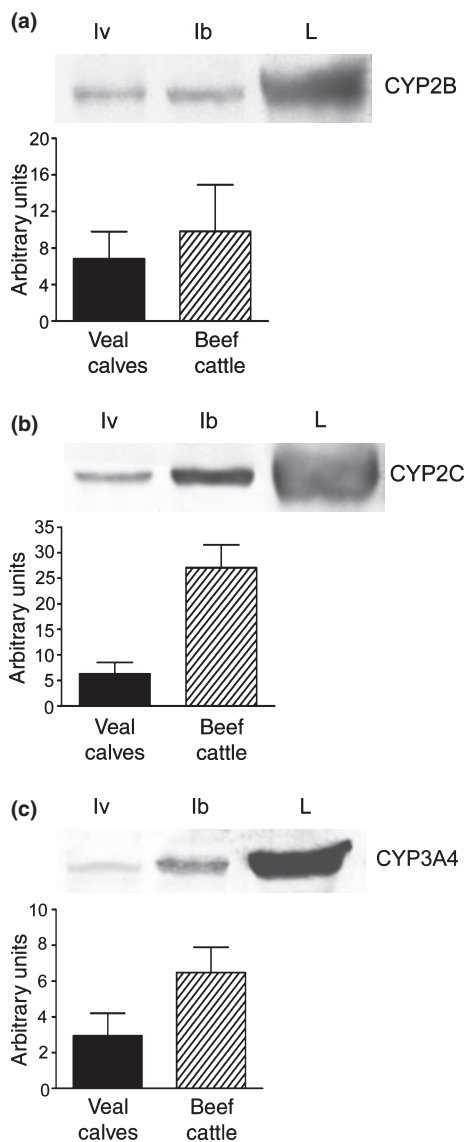 (a)
Iv Ib L
CYP2B
20
16
12
8
4
0
Arbitrary units
Veal calves
Beef cattle
(b)
Iv Ib L
CYP2C
35
30
25
20
15
10
5
0
Arbitrary units
Veal calves
Beef cattle
(c)
Iv Ib L
CYP3A4
10
8
6
4
2
0
Arbitrary units
Veal calves
Beef cattle